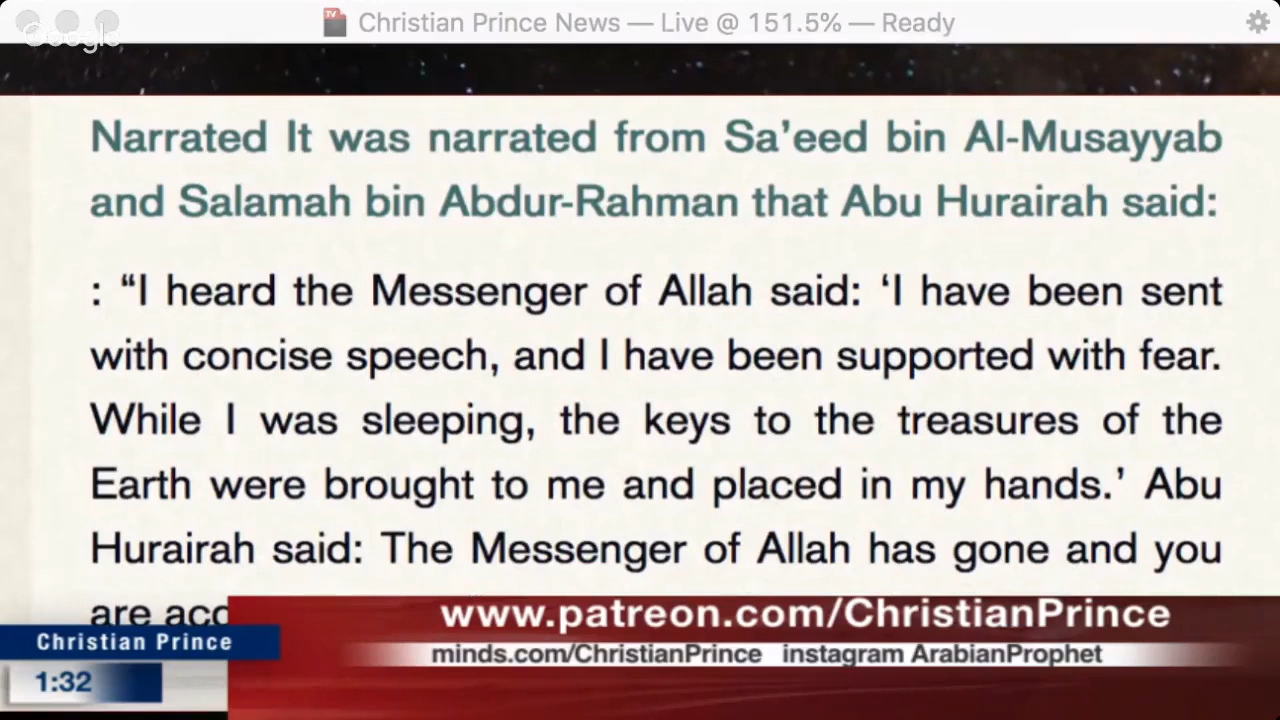 Christian Prince News — Live @ 151.5% — Ready
Google
Narrated It was narrated from Sa’eed bin Al-Musayyab
and Salamah bin Abdur-Rahman that Abu Hurairah said:
: “I heard the Messenger of Allah said: ‘I have been sent
with concise speech, and I have been supported with fear.
While I was sleeping, the keys to the treasures of the
Earth were brought to me and placed in my hands.’ Abu
Hurairah said: The Messenger of Allah has gone and you
are
www.patreon.com/ChristianPrince
Christian Prince
minds.com/ChristianPrince instagram ArabianProphet
1:32